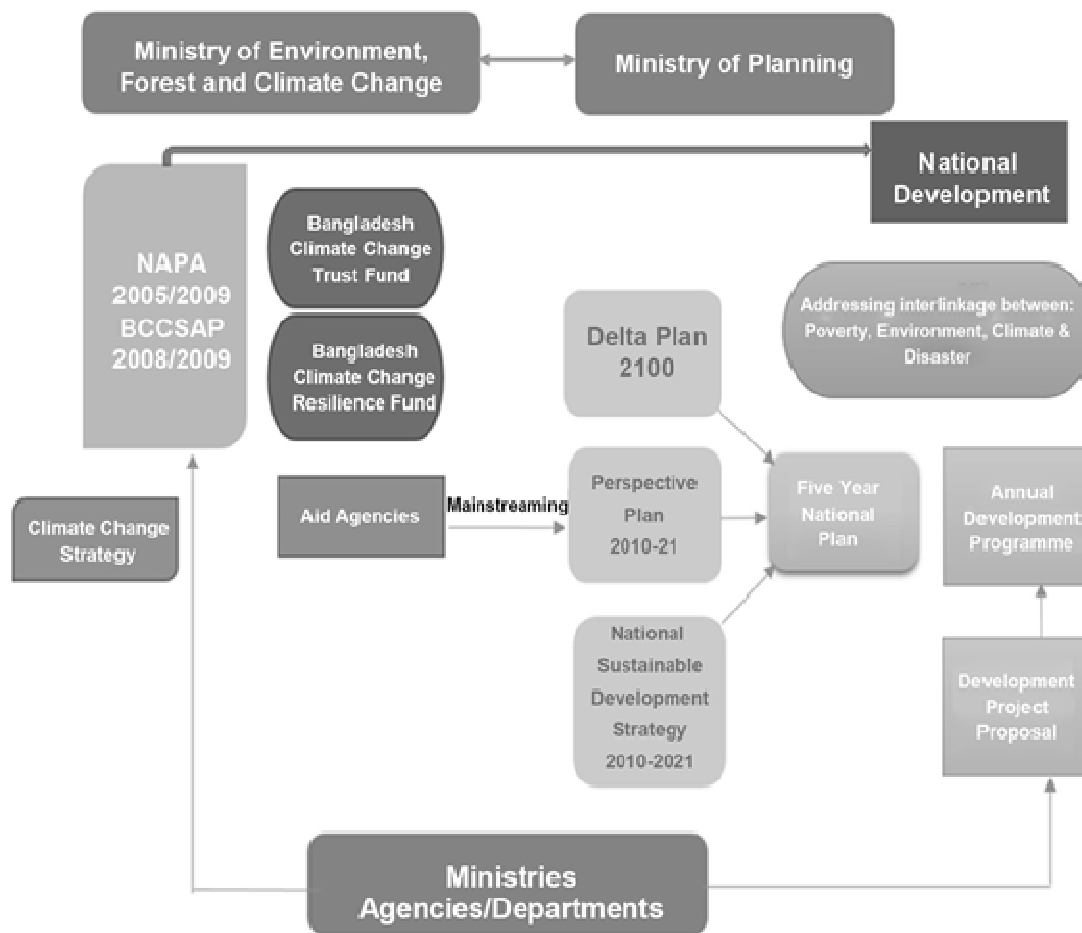 Ministry of Environment,
Forest and Climate Change
Ministry of Planning
National
Development
NAPA
2005/2009
BCCSAP
2008/2009
Bangladesh
Climate Change
Trust Fund
Bangladesh
Climate Change
Resilience Fund
Addressing interlinkage between:
Poverty, Environment, Climate &
Disaster
Delta Plan
2100
Climate Change
Strategy
Aid Agencies
Mainstreaming
Perspective
Plan
2010-21
Five Year
National
Plan
Annual
Development
Programme
National
Sustainable
Development
Strategy
2010-2021
Development
Project
Proposal
Ministries
Agencies/Departments